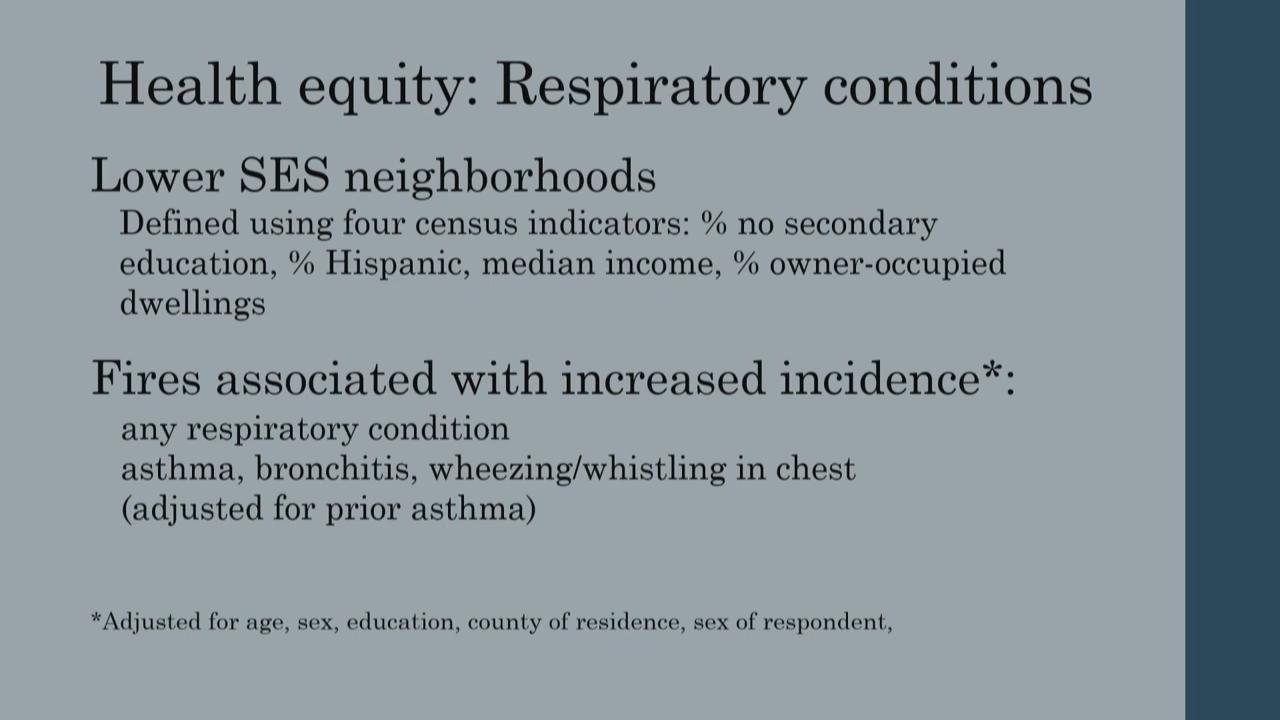 Health equity: Respiratory conditions
Lower SES neighborhoods
Defined using four census indicators: % no secondary
education, % Hispanic, median income, % owner-occupied
dwellings
Fires associated with increased incidence*:
any respiratory condition
asthma, bronchitis, wheezing/whistling in chest
(adjusted for prior asthma)
*Adjusted for age, sex, education, county of residence, sex of respondent,